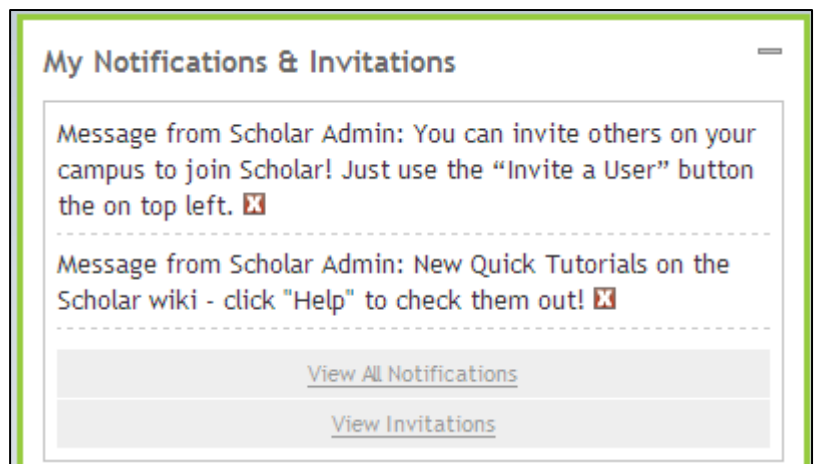 My Notifications & Invitations
Message from Scholar Admin: You can invite others on your
campus to join Scholar! Just use the “Invite a User” button
the on top left.
Message from Scholar Admin: New Quick Tutorials on the
Scholar wiki - click "Help" to check them out!
View All Notifications
View Invitations